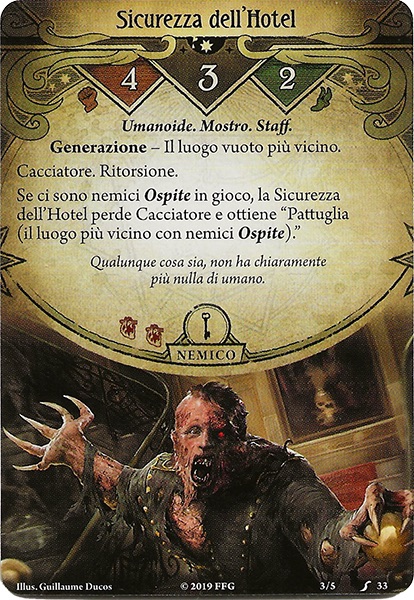 Sicurezza dell'Hotel
4 3 2
Umanoide. Mostro. Staff.
Generazione – Il luogo vuoto più vicino.
Cacciatore. Ritorsione.
Se ci sono nemici Ospite in gioco, la Sicurezza
dell'Hotel perde Cacciatore e ottiene “Pattuglia
(il luogo più vicino con nemici Ospite).”
Qualunque cosa sia, non ha chiaramente
più nulla di umano.
NEMICO
Illus. Guillaume Ducos © 2019 FFG 3/5 33